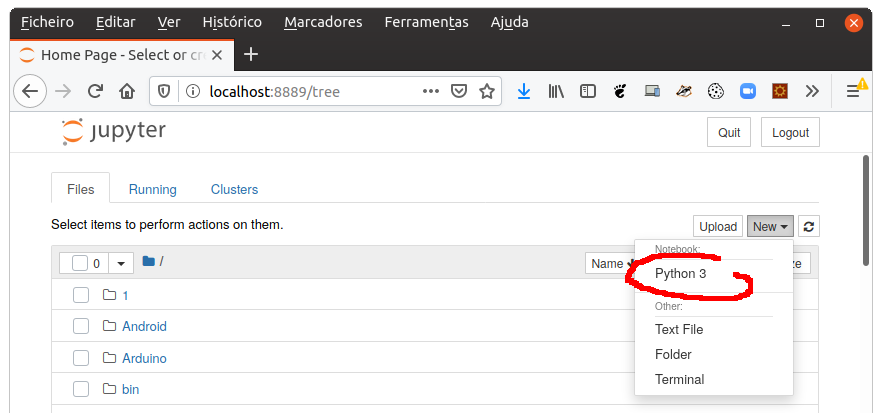 Ficheiro Editar Ver Histórico Marcadores Ferramentas Ajuda
Home Page - Select or cre
localhost:8889/tree
jupyter Quit Logout
Files Running Clusters
Select items to perform actions on them. Upload New
0 / Name
Notebook:
Python 3
1
Other:
Android Text File
Folder
Arduino
Terminal
bin